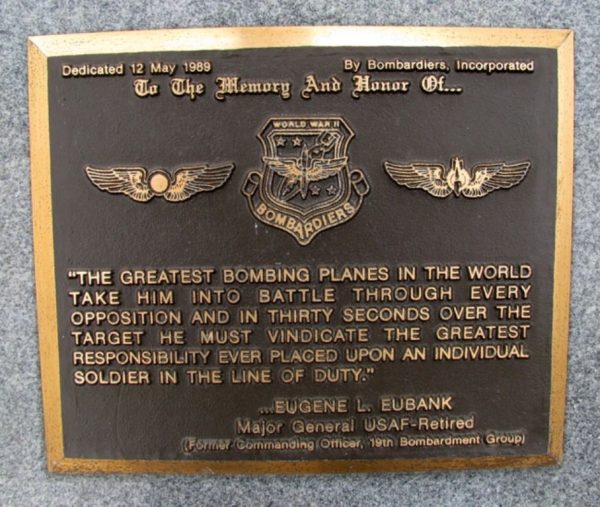 Dedicated 12 May 1989 By Bombardiers, Incorporated
To The Memory And Honor Of...
WORLD WAR II
BOMBARDIERS
"THE GREATEST BOMBING PLANES IN THE WORLD
TAKE HIM INTO BATTLE THROUGH EVERY
OPPOSITION AND IN THIRTY SECONDS OVER THE
TARGET HE MUST VINDICATE THE GREATEST
RESPONSIBILITY EVER PLACED UPON AN INDIVIDUAL
SOLDIER IN THE LINE OF DUTY."
...EUGENE L. EUBANK
Major General USAF-Retired
(Former Commanding Officer, 19th Bombardment Group)